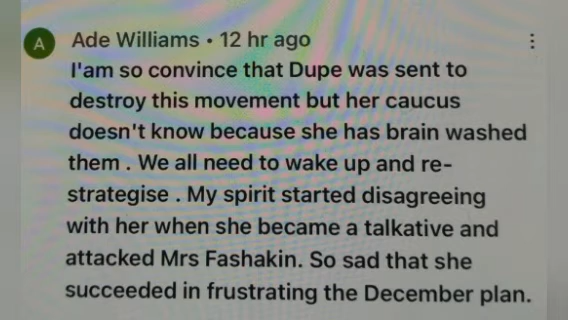 A Ade Williams • 12 hr ago
I'am so convince that Dupe was sent to
destroy this movement but her caucus
doesn't know because she has brain washed
them . We all need to wake up and re-
strategise . My spirit started disagreeing
with her when she became a talkative and
attacked Mrs Fashakin. So sad that she
succeeded in frustrating the December plan.